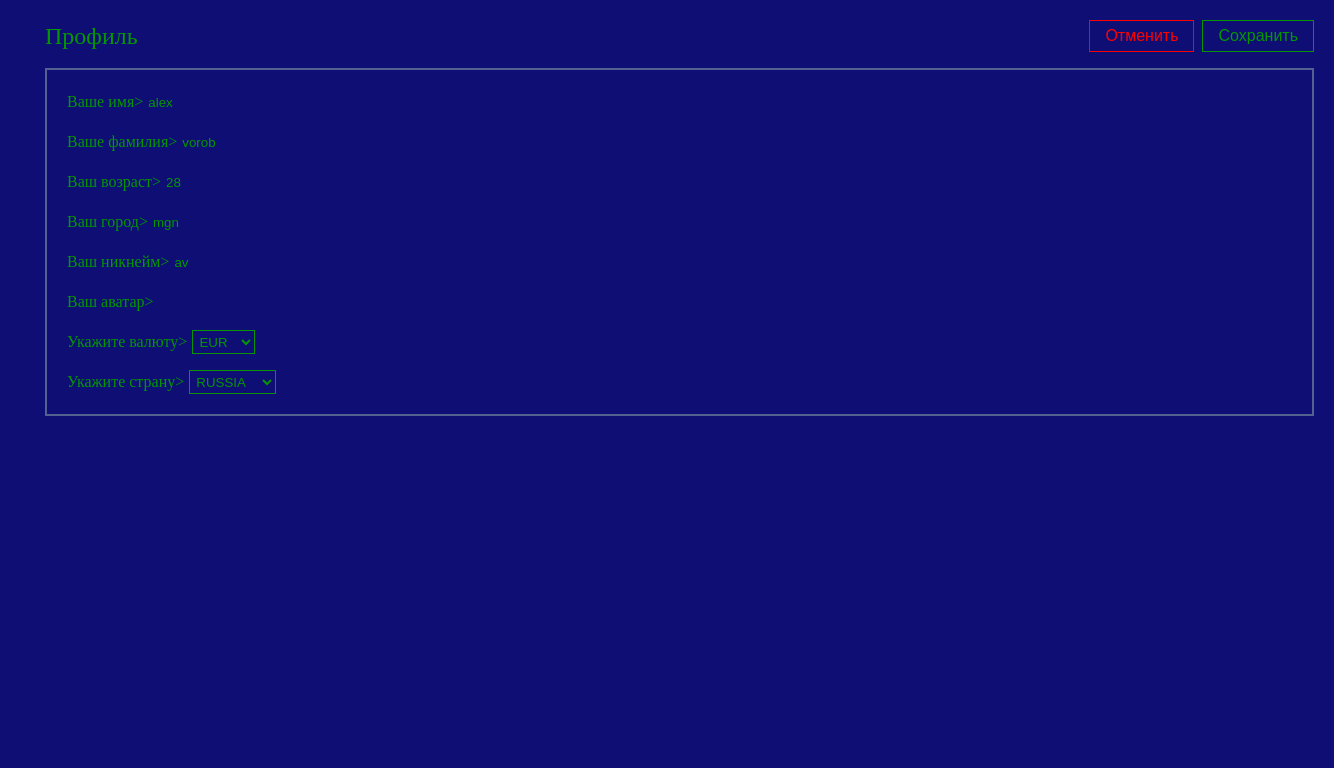 Профиль
Отменить Сохранить
Ваше имя> alex
Ваше фамилия> vorob
Ваш возраст> 28
Ваш город> mgn
Ваш никнейм> av
Ваш аватар>
Укажите валюту> EUR
Укажите страну> RUSSIA